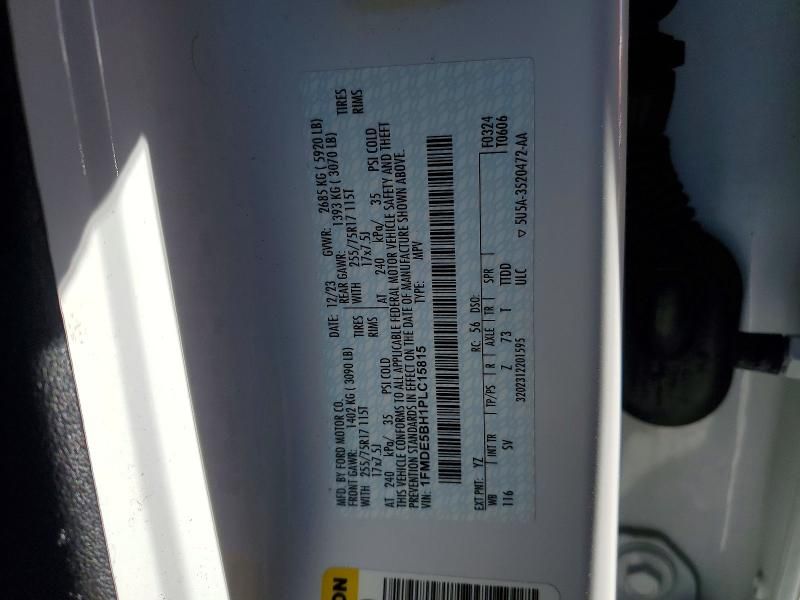 MFD. BY FORD MOTOR CO.
DATE: 12/23 GVWR: 2685 KG ( 5920 LB)
FRONT GAWR: 1402 KG ( 3090 LB) REAR GAWR: 1393 KG ( 3070 LB)
WITH 255/75R17 115T TIRES WITH 255/75R17 115T TIRES
17x7.5J RIMS 17x7.5J RIMS
AT 240 kPa/ 35 PSI COLD AT 240 kPa/ 35 PSI COLD
THIS VEHICLE CONFORMS TO ALL APPLICABLE FEDERAL MOTOR VEHICLE SAFETY AND THEFT
PREVENTION STANDARDS IN EFFECT ON THE DATE OF MANUFACTURE SHOWN ABOVE.
VIN: 1FMDE5BH1PLC15815 TYPE: MPV
EXT PNT: YZ RC: 56 DSO: F0324
WB INT TR TP/PS R AXLE TR SPR T0606
116 SV Z 73 T TTDD
3202312201595 ULC ▽ 5U5A-3520472-AA
ON